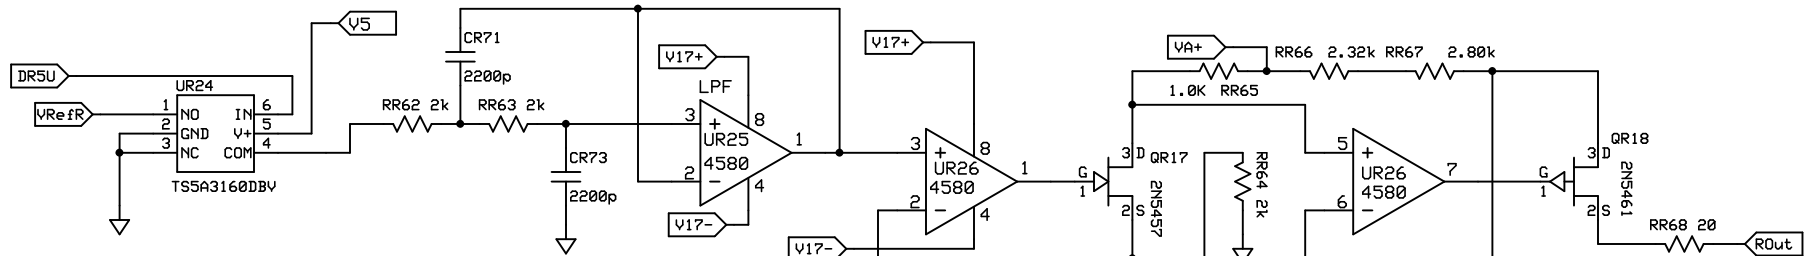 V5
CR71
2200p
V17+
V17+
VA+
RR66 2.32k RR67 2.80k
DR5U
UR24
LPF
1.0K RR65
VRefR
1 NO IN 6
2 GND V+ 5
3 NC COM 4
TS5A3160DBV
RR62 2k RR63 2k
3 + 8
UR25
4580
1
2 - 4
CR73
2200p
V17-
3 + 8
UR26
4580
1
2 - 4
V17-
3 D QR17
G
1
2 S
2N5457
RR64 2k
5 +
UR26
4580
7
6 -
QR18
3 D
G
1
2 S
2N5461
RR68 20
ROut